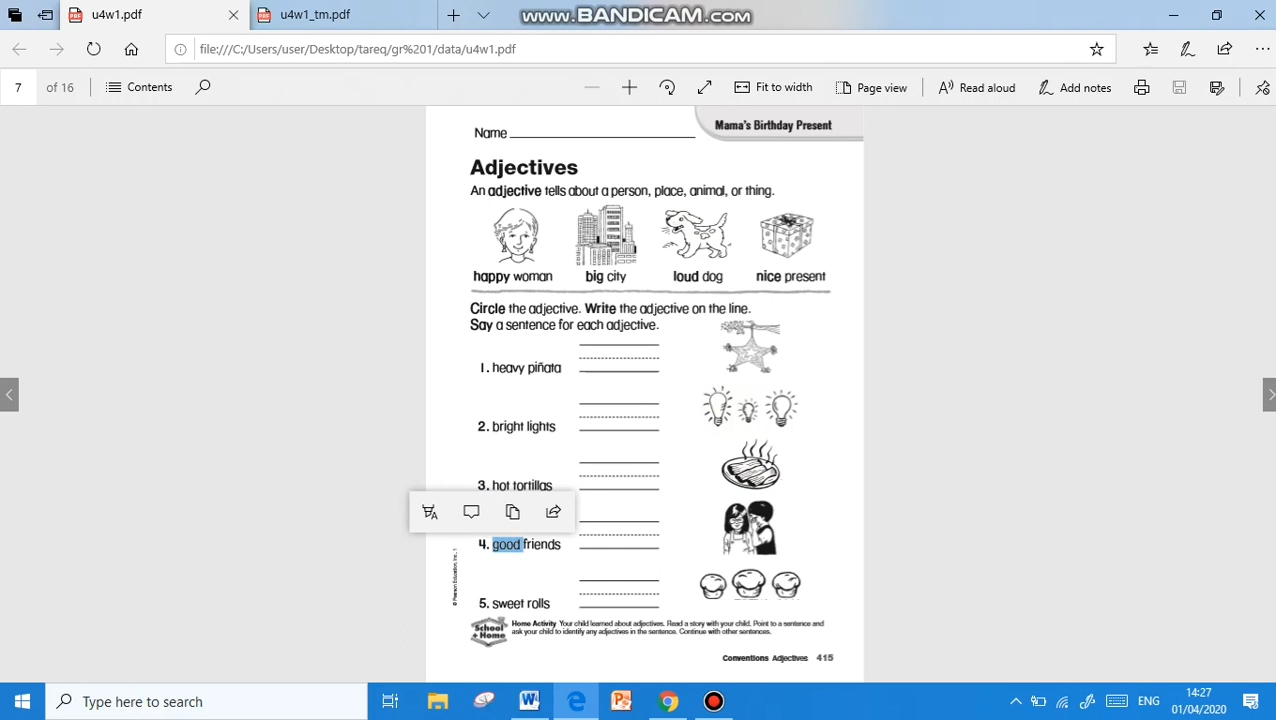 u4w1.pdf
u4w1_tm.pdf
www.BANDICAM.com
file:///C:/Users/user/Desktop/tareq/gr%201/data/u4w1.pdf
7 of 16 Contents Fit to width Page view Read aloud Add notes
Mama's Birthday Present
Name
Adjectives
An adjective tells about a person, place, animal, or thing.
happy woman big city loud dog nice present
Circle the adjective. Write the adjective on the line.
Say a sentence for each adjective.
1. heavy piñata
2. bright lights
3. hot tortillas
4. good friends
5. sweet rolls
© Pearson Education, Inc., 1
School + Home
Home Activity Your child learned about adjectives. Read a story with your child. Point to a sentence and
ask your child to identify any adjectives in the sentence. Continue with other sentences.
Conventions Adjectives 415
Type here to search
ENG
14:27
01/04/2020